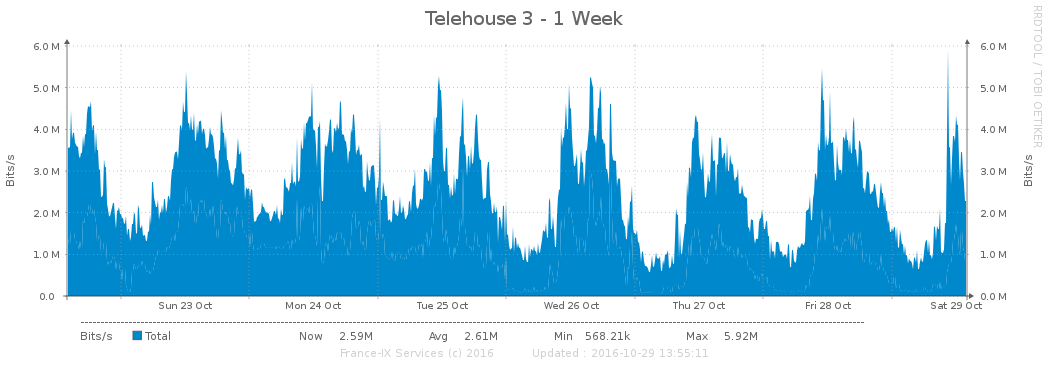 Telehouse 3 - 1 Week
RRDTOOL / TOBI OETIKER
Bits/s
6.0 M
5.0 M
4.0 M
3.0 M
2.0 M
1.0 M
0.0
6.0 M
5.0 M
4.0 M
3.0 M
2.0 M
1.0 M
0.0 M
Bits/s
Sun 23 Oct Mon 24 Oct Tue 25 Oct Wed 26 Oct Thu 27 Oct Fri 28 Oct Sat 29 Oct
Bits/s Total Now 2.59M Avg 2.61M Min 568.21k Max 5.92M
France-IX Services (c) 2016 Updated : 2016-10-29 13:55:11